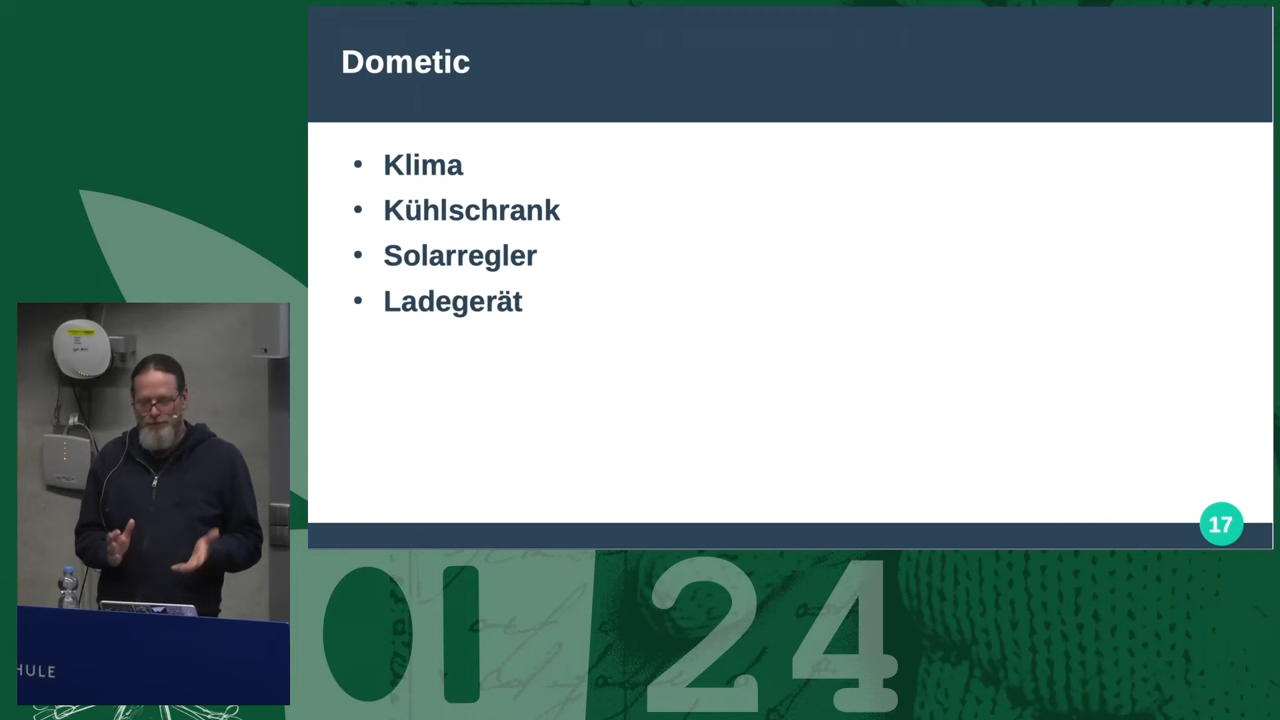 Dometic
• Klima
• Kühlschrank
• Solarregler
• Ladegerät
17
HULE
24